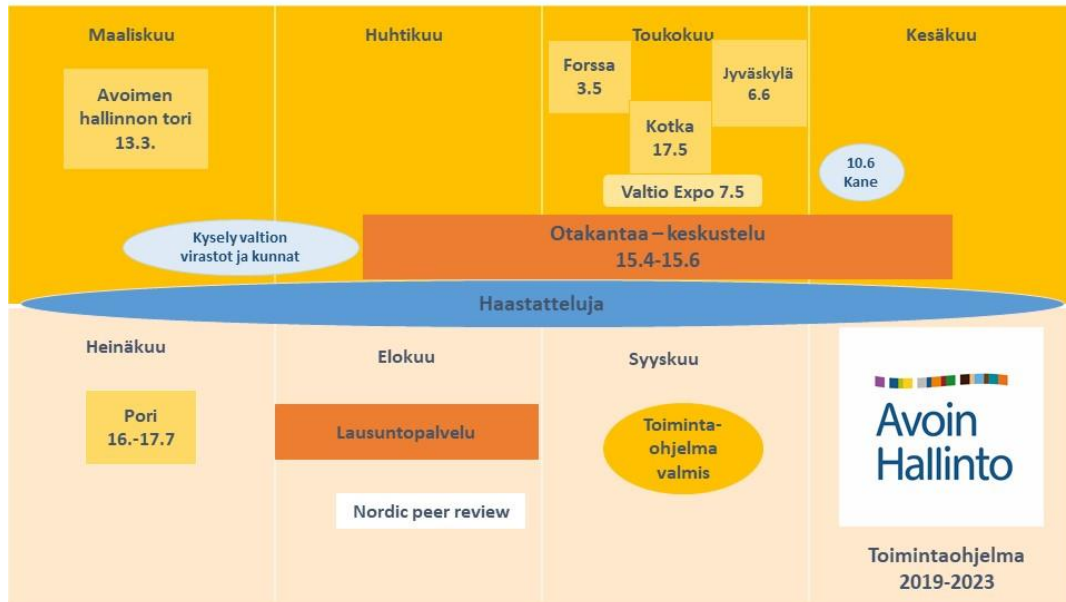 Maaliskuu
Huhtikuu
Toukokuu
Kesäkuu
Avoimen
hallinnon tori
13.3.
Forssa
3.5
Kotka
17.5
Jyväskylä
6.6
Valtio Expo 7.5
10.6
Kane
Kysely valtion
virastot ja kunnat
Otakantaa – keskustelu
15.4-15.6
Haastatteluja
Heinäkuu
Elokuu
Syyskuu
Pori
16.-17.7
Lausuntopalvelu
Nordic peer review
Toiminta-
ohjelma
valmis
Avoin
Hallinto
Toimintaohjelma
2019-2023